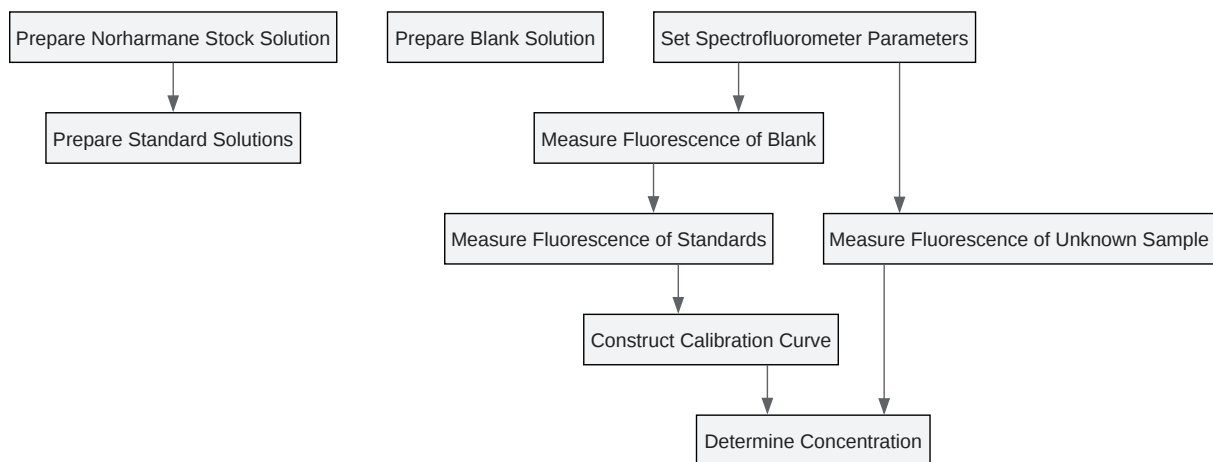 Prepare Norharmane Stock Solution
Prepare Blank Solution
Set Spectrofluorometer Parameters
Prepare Standard Solutions
Measure Fluorescence of Blank
Measure Fluorescence of Standards
Measure Fluorescence of Unknown Sample
Construct Calibration Curve
Determine Concentration